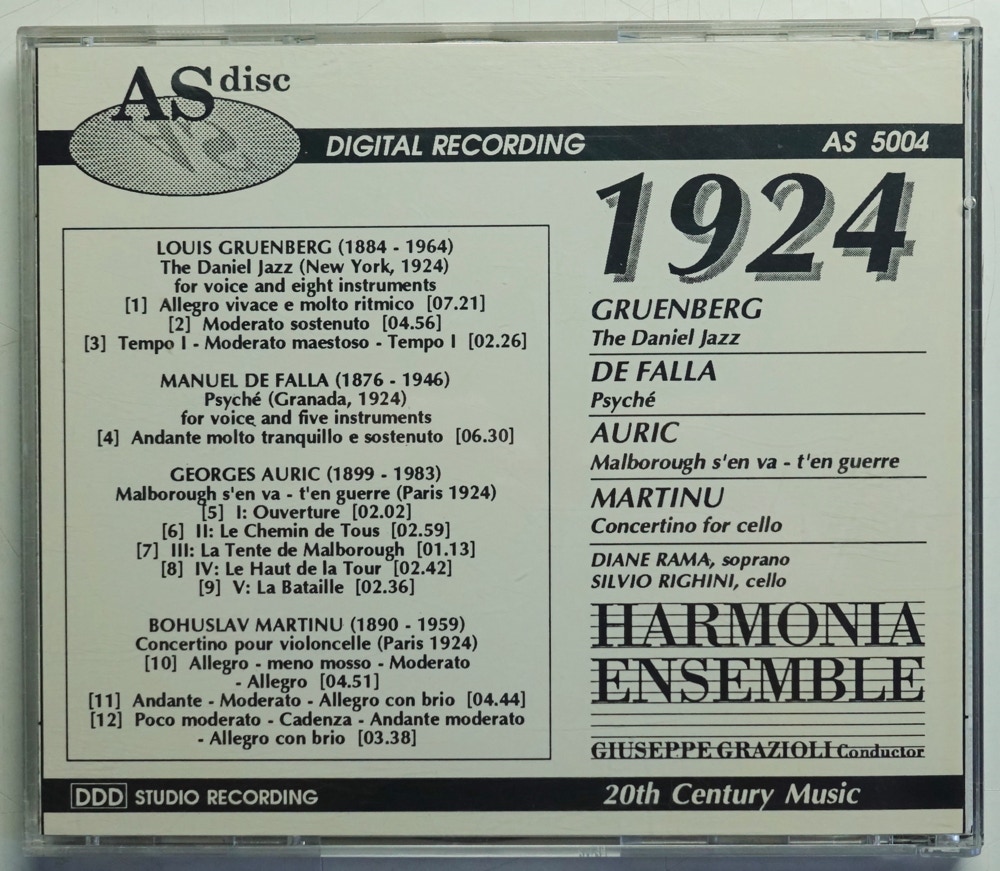 AS disc
DIGITAL RECORDING
AS 5004
LOUIS GRUENBERG (1884 - 1964)
The Daniel Jazz (New York, 1924)
for voice and eight instruments
[1] Allegro vivace e molto ritmico [07.21]
[2] Moderato sostenuto [04.56]
[3] Tempo I - Moderato maestoso - Tempo I [02.26]
MANUEL DE FALLA (1876 - 1946)
Psyché (Granada, 1924)
for voice and five instruments
[4] Andante molto tranquillo e sostenuto [06.30]
GEORGES AURIC (1899 - 1983)
Malborough s'en va - t'en guerre (Paris 1924)
[5] I: Ouverture [02.02]
[6] II: Le Chemin de Tous [02.59]
[7] III: La Tente de Malborough [01.13]
[8] IV: Le Haut de la Tour [02.42]
[9] V: La Bataille [02.36]
BOHUSLAV MARTINU (1890 - 1959)
Concertino pour violoncelle (Paris 1924)
[10] Allegro - meno mosso - Moderato
- Allegro [04.51]
[11] Andante - Moderato - Allegro con brio [04.44]
[12] Poco moderato - Cadenza - Andante moderato
- Allegro con brio [03.38]
1924
GRUENBERG
The Daniel Jazz
DE FALLA
Psyché
AURIC
Malborough s'en va - t'en guerre
MARTINU
Concertino for cello
DIANE RAMA, soprano
SILVIO RIGHINI, cello
HARMONIA
ENSEMBLE
GIUSEPPE GRAZIOLI Conductor
DDD STUDIO RECORDING
20th Century Music